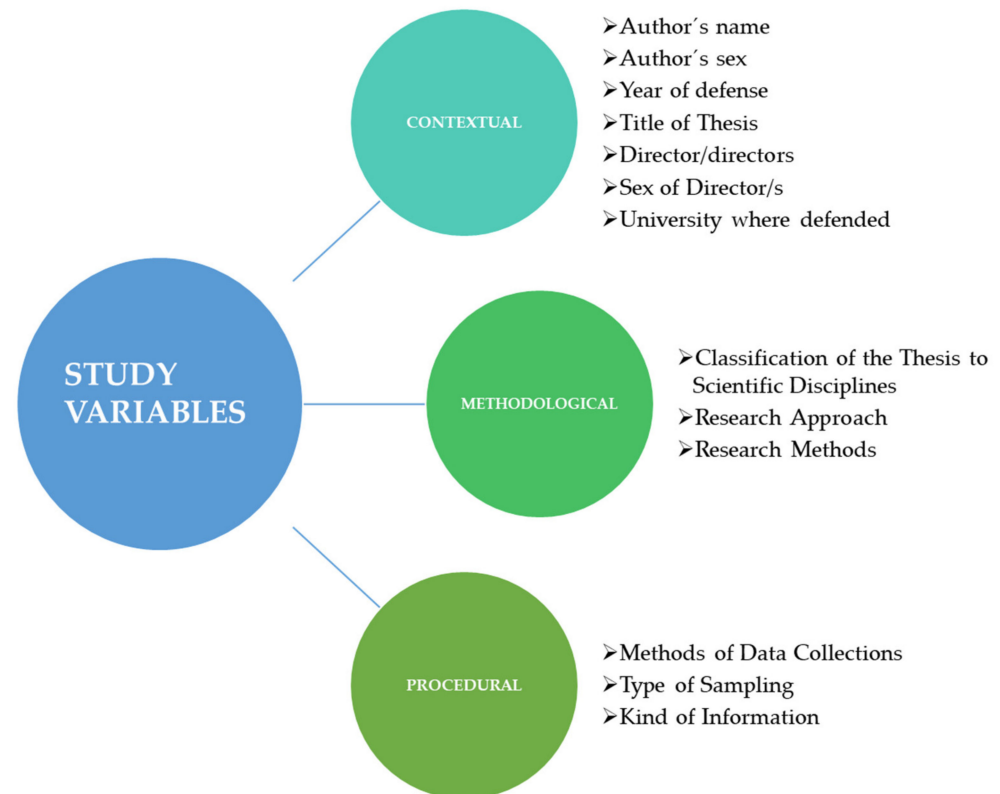 CONTEXTUAL
➢Author´s name
➢Author´s sex
➢Year of defense
➢Title of Thesis
➢Director/directors
➢Sex of Director/s
➢University where defended
STUDY
VARIABLES
METHODOLOGICAL
➢Classification of the Thesis to
Scientific Disciplines
➢Research Approach
➢Research Methods
PROCEDURAL
➢Methods of Data Collections
➢Type of Sampling
➢Kind of Information